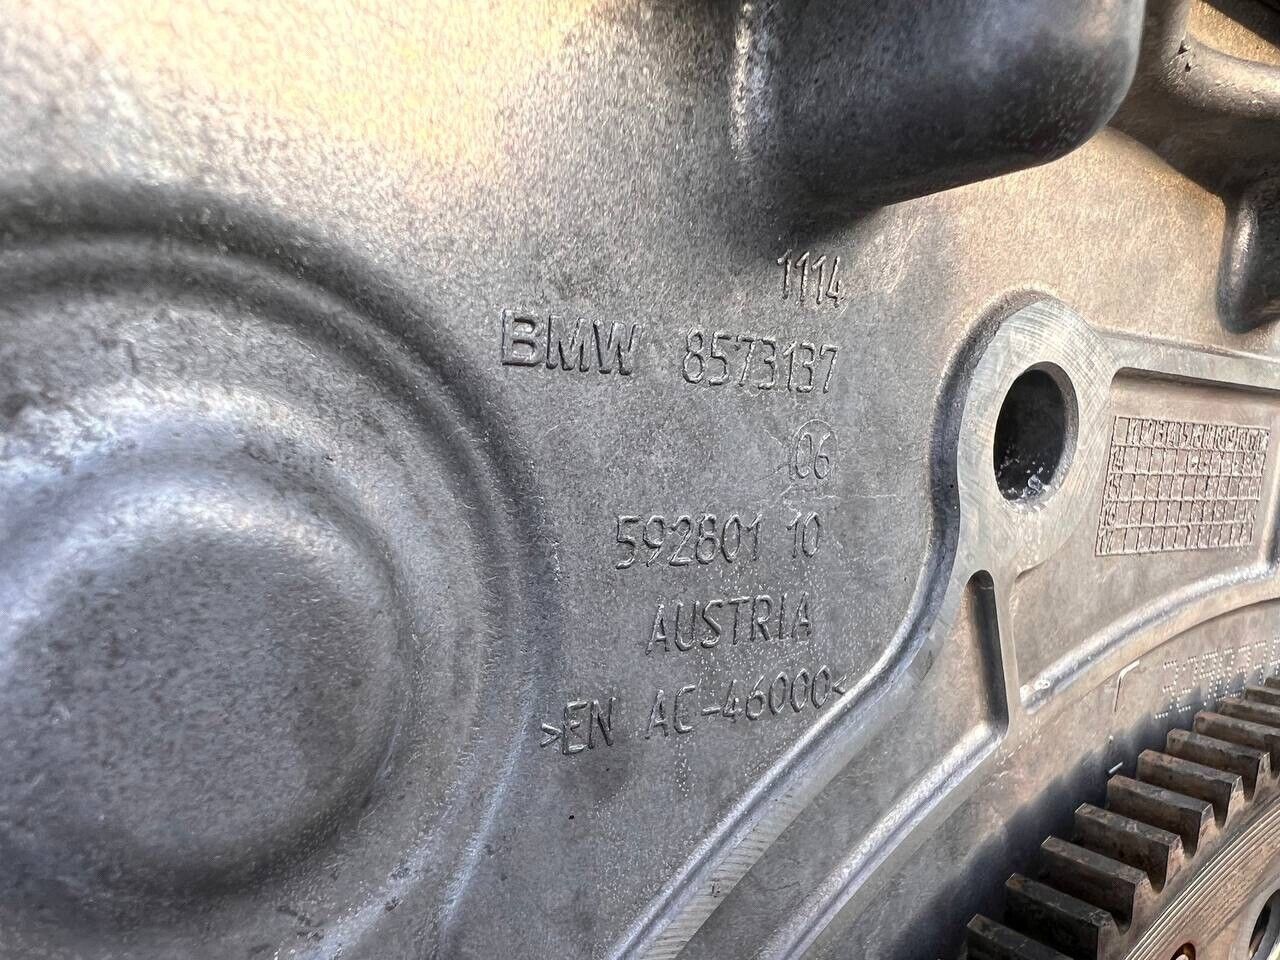 1114
BMW 8573137
06
592801 10
AUSTRIA
>EN AC-46000<